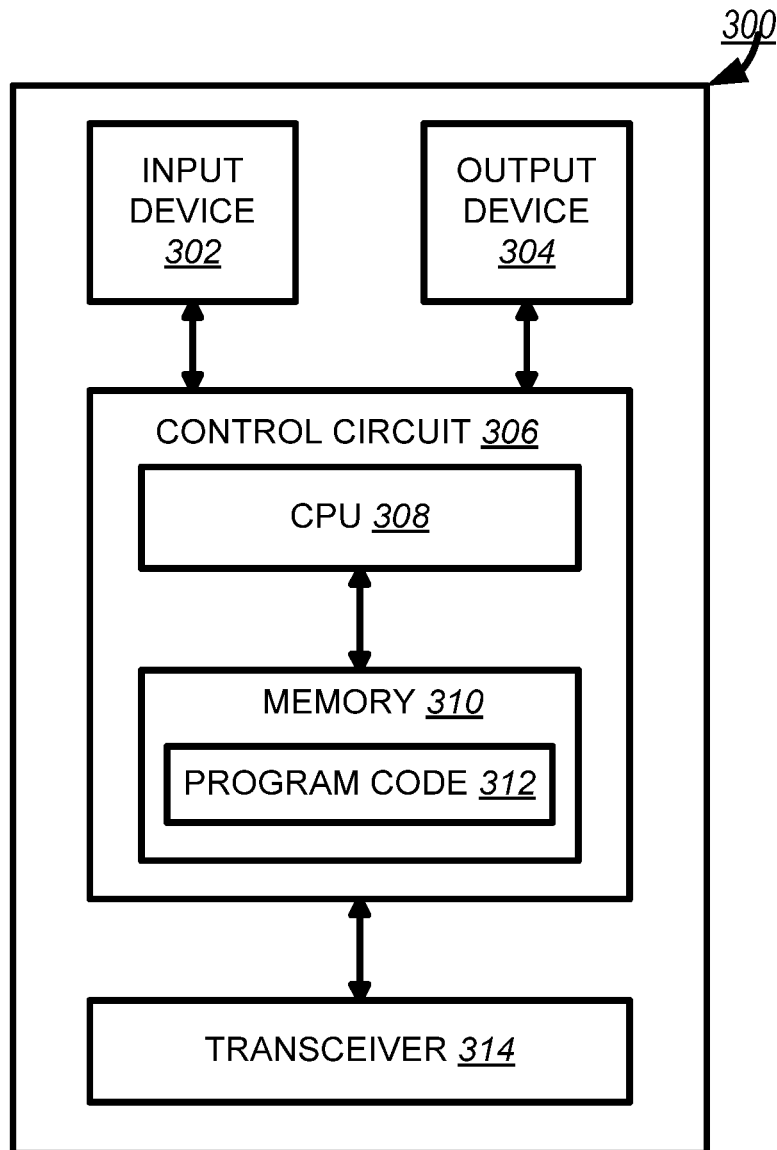 300
INPUT
DEVICE
302
OUTPUT
DEVICE
304
CONTROL CIRCUIT 306
CPU 308
MEMORY 310
PROGRAM CODE 312
TRANSCEIVER 314